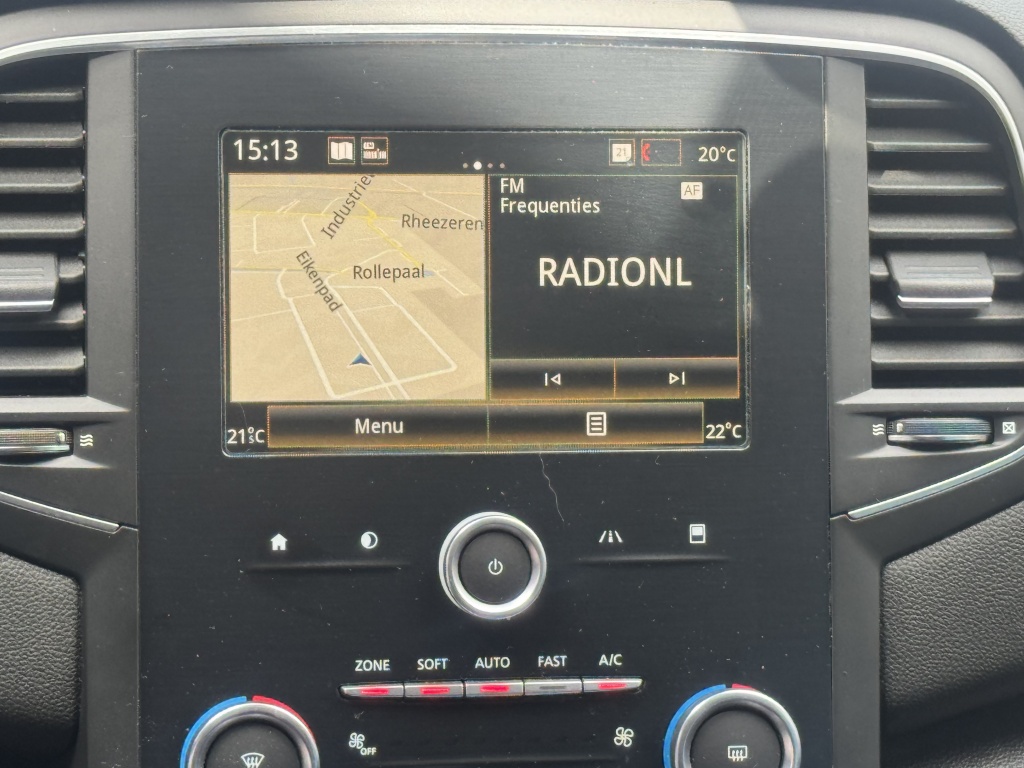 15:13
21
20°C
Industrie
Rheezeren
Rollepaal
Elkenpad
FM
AF
Frequenties
RADIONL
Menu
21°C
22°C
ZONE SOFT AUTO FAST A/C
OFF